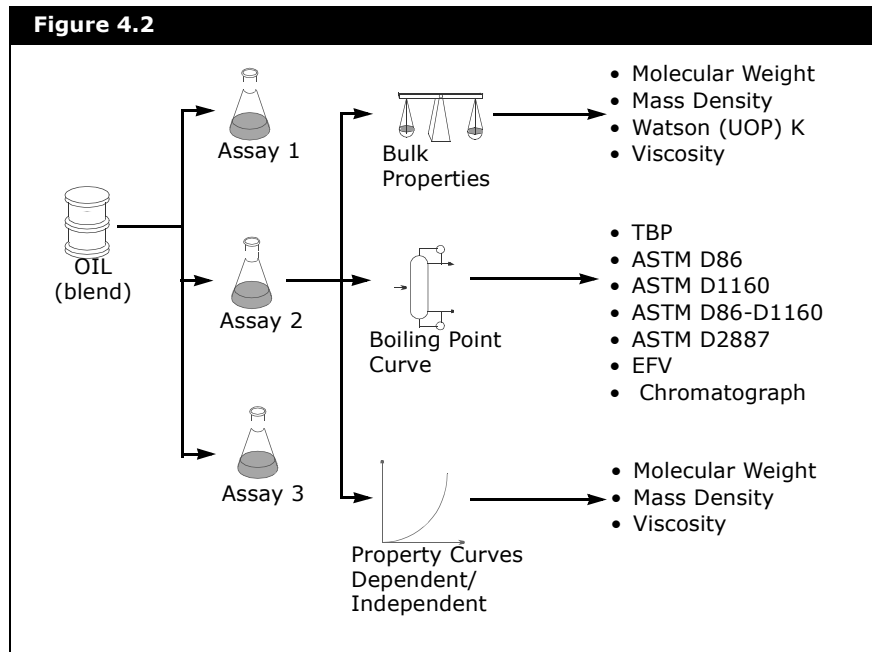 Figure 4.2
OIL
(blend)
Assay 1
Assay 2
Assay 3
Bulk
Properties
• Molecular Weight
• Mass Density
• Watson (UOP) K
• Viscosity
Boiling Point
Curve
• TBP
• ASTM D86
• ASTM D1160
• ASTM D86-D1160
• ASTM D2887
• EFV
• Chromatograph
Property Curves
Dependent/
Independent
• Molecular Weight
• Mass Density
• Viscosity